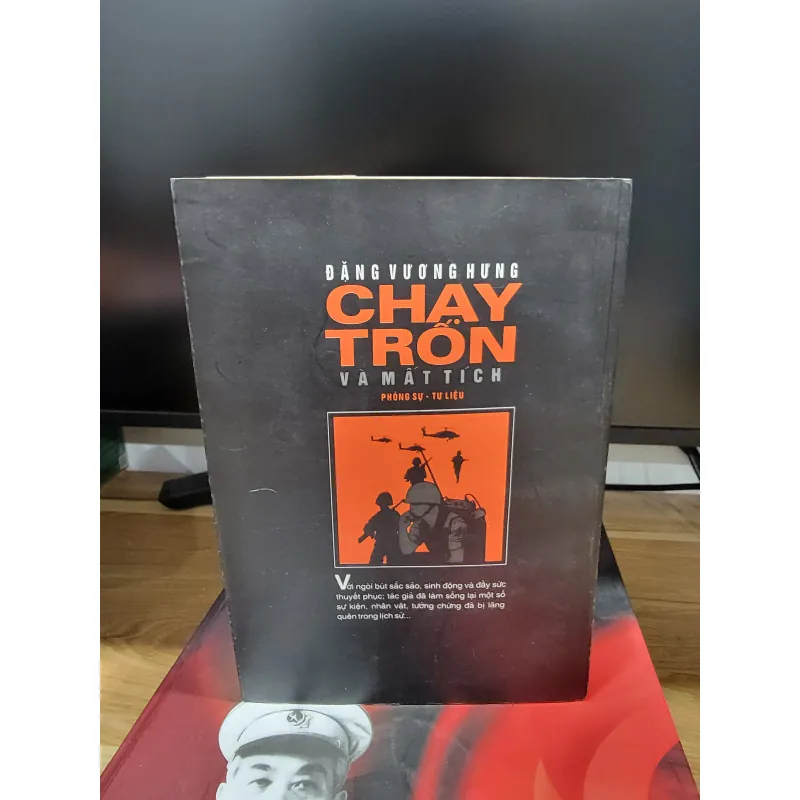 ĐẶNG VƯƠNG HƯNG
CHẠY
TRỐN
VÀ MẤT TÍCH
PHÓNG SỰ - TƯ LIỆU
Với ngòi bút sắc sảo, sinh động và đầy sức
thuyết phục; tác giả đã làm sống lại một số
sự kiện, nhân vật, tưởng chừng đã bị lãng
quên trong lịch sử...